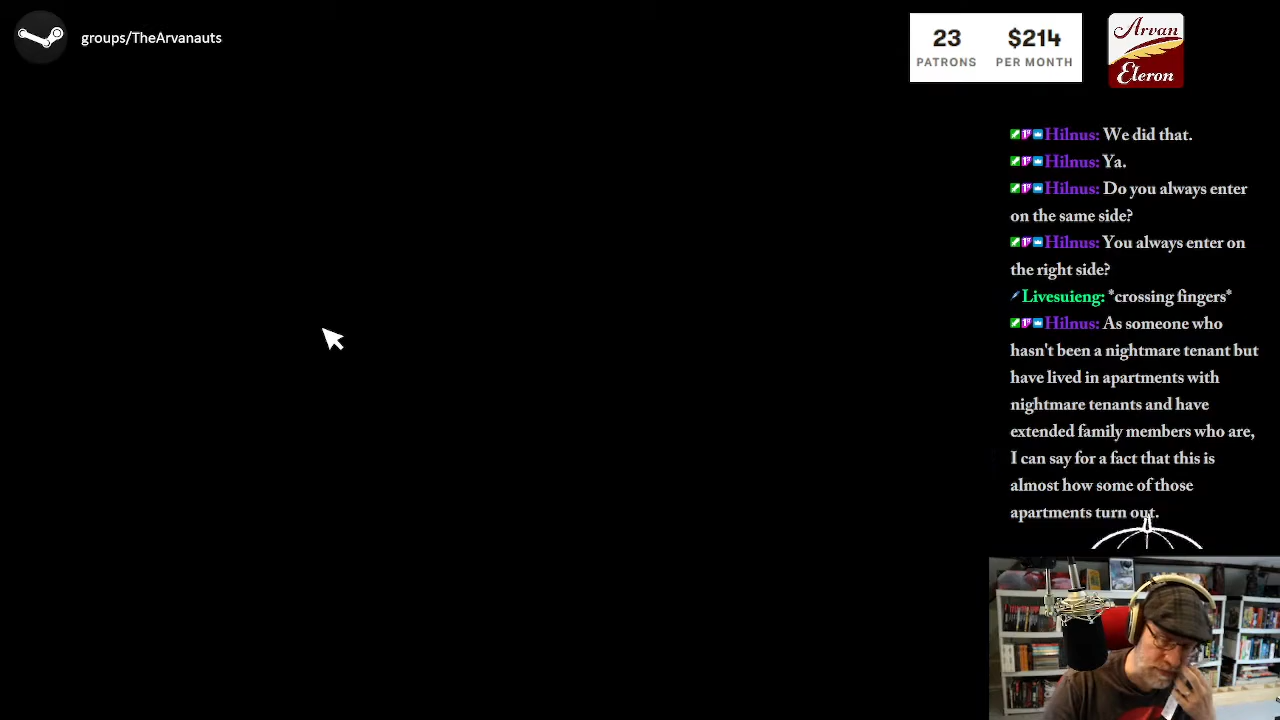 groups/TheArvanauts
23
$214
PATRONS
PER MONTH
Arvan
Eleron
Hilnus: We did that.
Hilnus: Ya.
Hilnus: Do you always enter
on the same side?
Hilnus: You always enter on
the right side?
Livesuieng: *crossing fingers*
Hilnus: As someone who
hasn't been a nightmare tenant but
have lived in apartments with
nightmare tenants and have
extended family members who are,
I can say for a fact that this is
almost how some of those
apartments turn out.